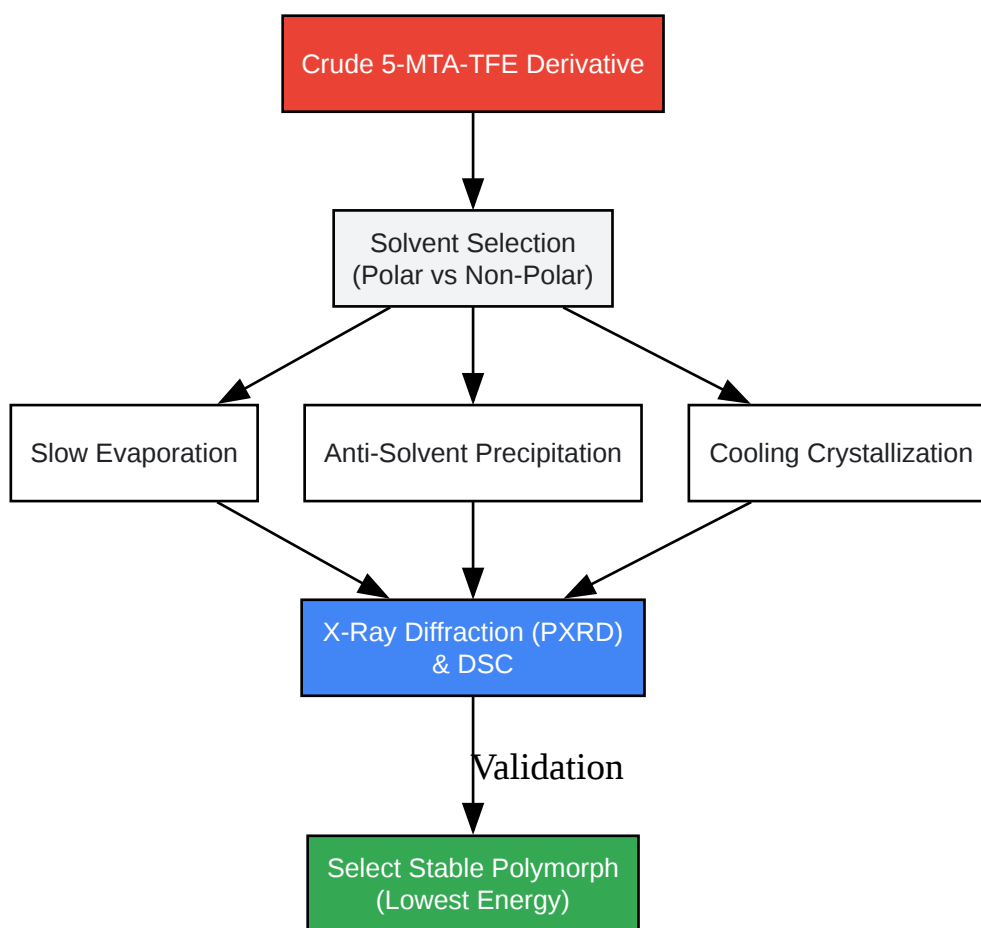 Crude 5-MTA-TFE Derivative
Solvent Selection
(Polar vs Non-Polar)
Slow Evaporation
Anti-Solvent Precipitation
Cooling Crystallization
X-Ray Diffraction (PXRD)
& DSC
Validation
Select Stable Polymorph
(Lowest Energy)